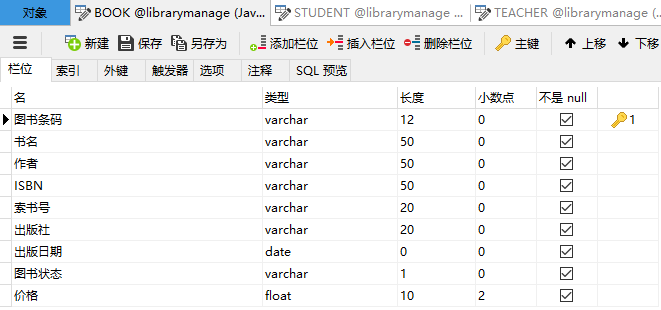 对象 BOOK @librarymanage (Jav... STUDENT @librarymanage ... TEACHER @librarymanage (...
新建 保存 另存为 添加栏位 插入栏位 删除栏位 主键 上移 下移
栏位 索引 外键 触发器 选项 注释 SQL 预览
名 类型 长度 小数点 不是 null
图书条码 varchar 12 0 1
书名 varchar 50 0
作者 varchar 50 0
ISBN varchar 50 0
索书号 varchar 20 0
出版社 varchar 20 0
出版日期 date 0 0
图书状态 varchar 1 0
价格 float 10 2